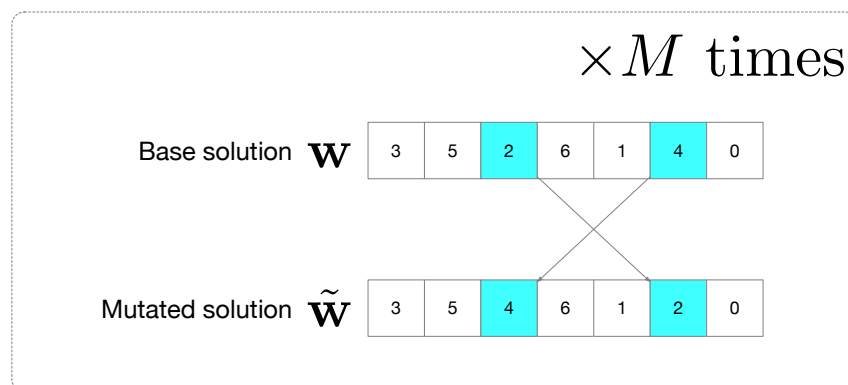 ×M times
Base solution w 3 5 2 6 1 4 0
Mutated solution w̃ 3 5 4 6 1 2 0